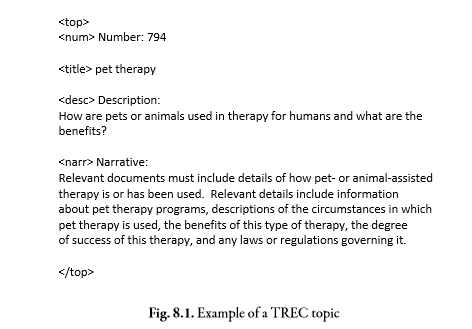 <top>
<num> Number: 794
<title> pet therapy
<desc> Description:
How are pets or animals used in therapy for humans and what are the
benefits?
<narr> Narrative:
Relevant documents must include details of how pet- or animal-assisted
therapy is or has been used.  Relevant details include information
about pet therapy programs, descriptions of the circumstances in which
pet therapy is used, the benefits of this type of therapy, the degree
of success of this therapy, and any laws or regulations governing it.
</top>
Fig. 8.1. Example of a TREC topic